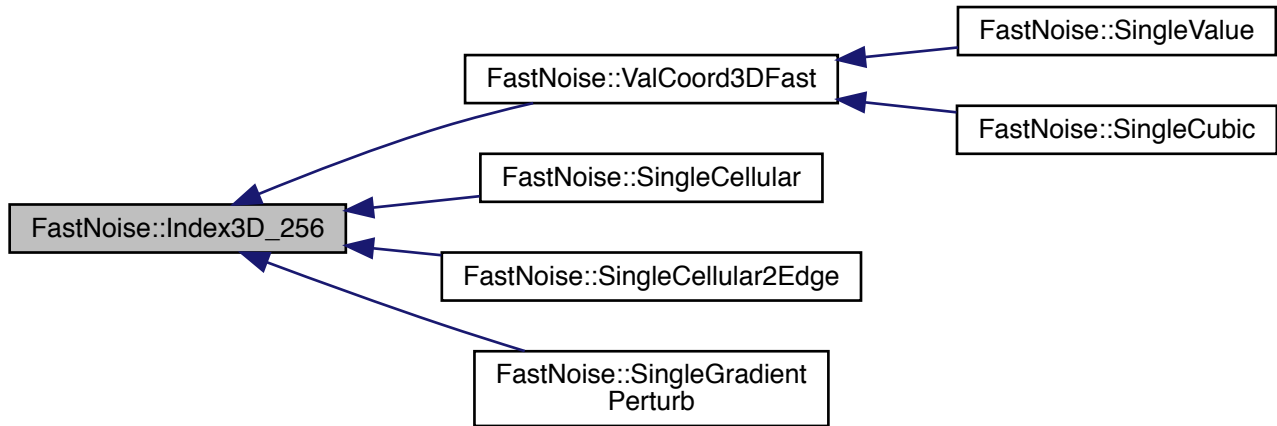 FastNoise::SingleValue
FastNoise::ValCoord3DFast
FastNoise::SingleCubic
FastNoise::SingleCellular
FastNoise::Index3D_256
FastNoise::SingleCellular2Edge
FastNoise::SingleGradient
Perturb